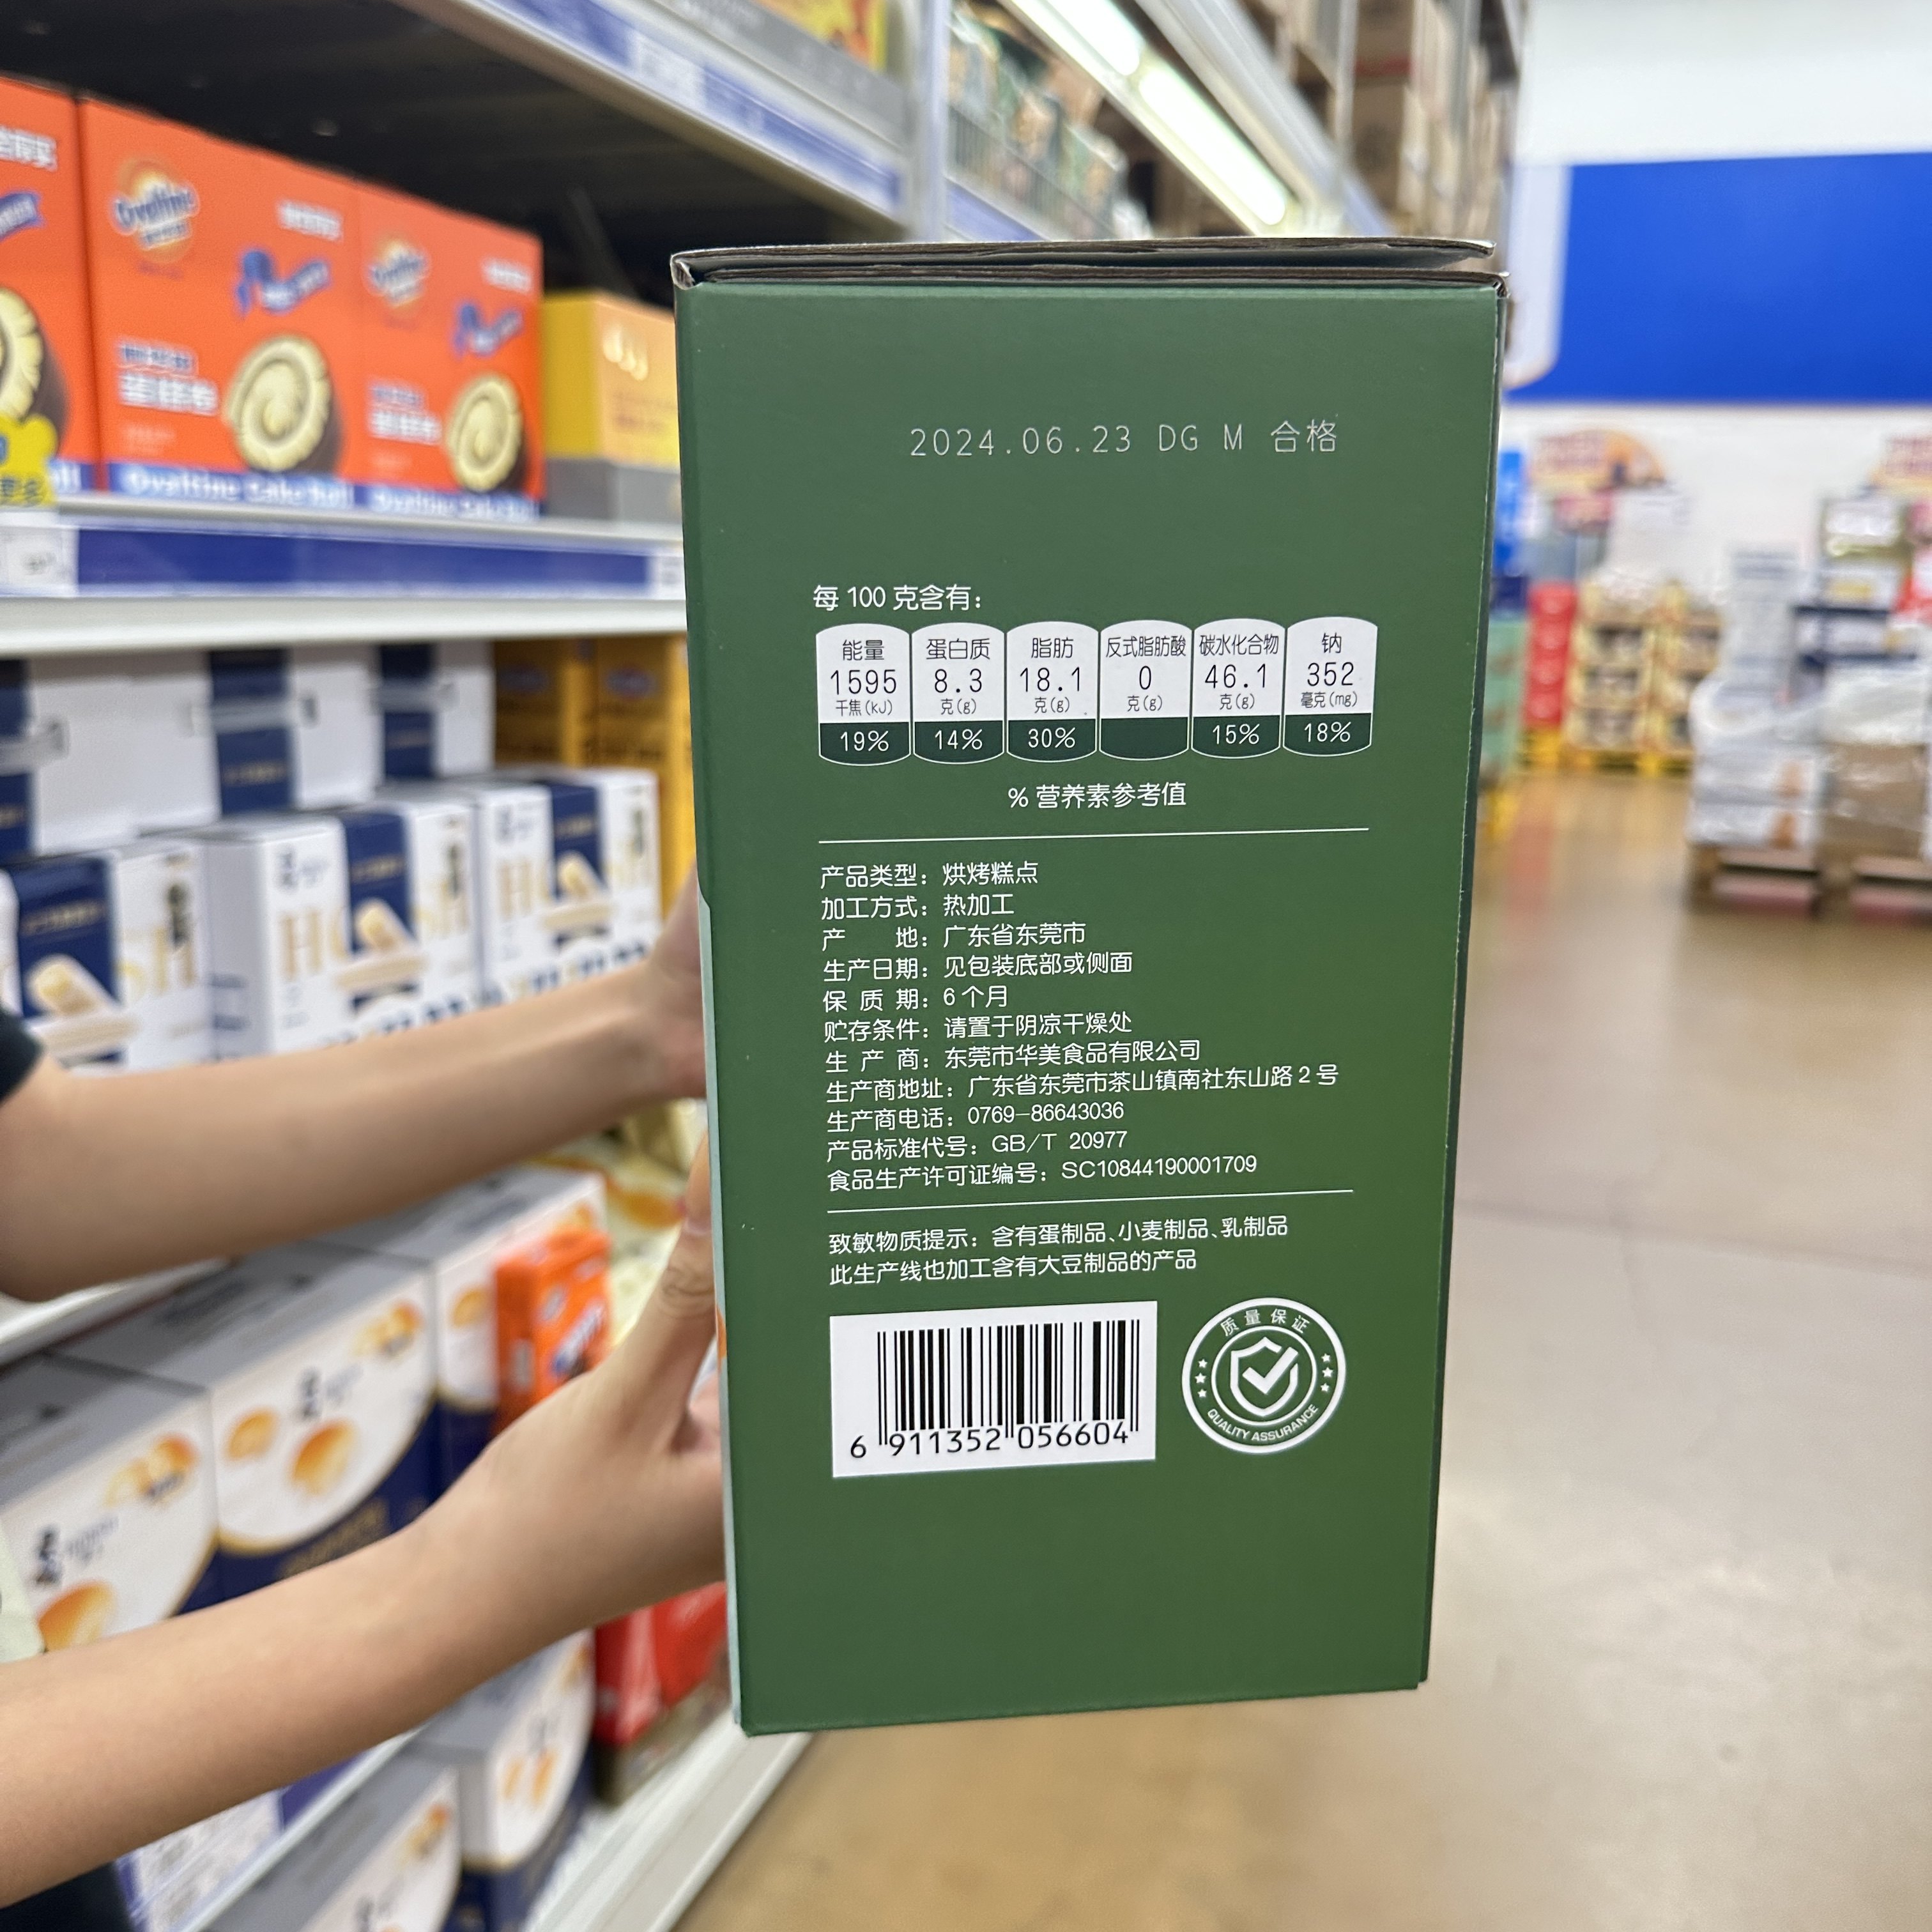 2024.06.23 DG M 合格
每 100 克含有：
能量 蛋白质 脂肪 反式脂肪酸 碳水化合物 钠
1595 8.3 18.1 0 46.1 352
千焦(kJ) 克(g) 克(g) 克(g) 克(g) 毫克(mg)
19% 14% 30% 15% 18%
% 营养素参考值
产品类型：烘烤糕点
加工方式：热加工
产 地：广东省东莞市
生产日期：见包装底部或侧面
保 质 期：6个月
贮存条件：请置于阴凉干燥处
生 产 商：东莞市华美食品有限公司
生产商地址：广东省东莞市茶山镇南社东山路2号
生产商电话：0769-86643036
产品标准代号：GB/T 20977
食品生产许可证编号：SC10844190001709
致敏物质提示：含有蛋制品、小麦制品、乳制品
此生产线也加工含有大豆制品的产品
6 911352 056604
质量保证
QUALITY ASSURANCE
Ovaltine
Ovaltine
Ovaltine Cake Roll
Ovaltine Cake Roll